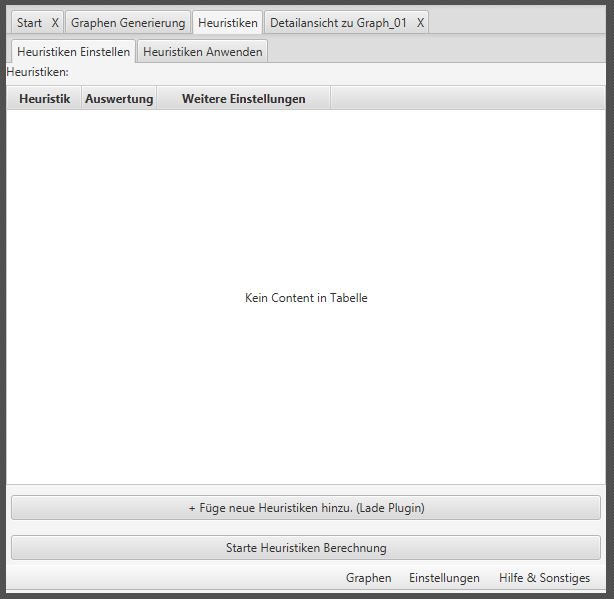 Start X Graphen Generierung Heuristiken Detailansicht zu Graph_01 X
Heuristiken Einstellen Heuristiken Anwenden
Heuristiken:
Heuristik Auswertung Weitere Einstellungen
Kein Content in Tabelle
+ Füge neue Heuristiken hinzu. (Lade Plugin)
Starte Heuristiken Berechnung
Graphen Einstellungen Hilfe & Sonstiges